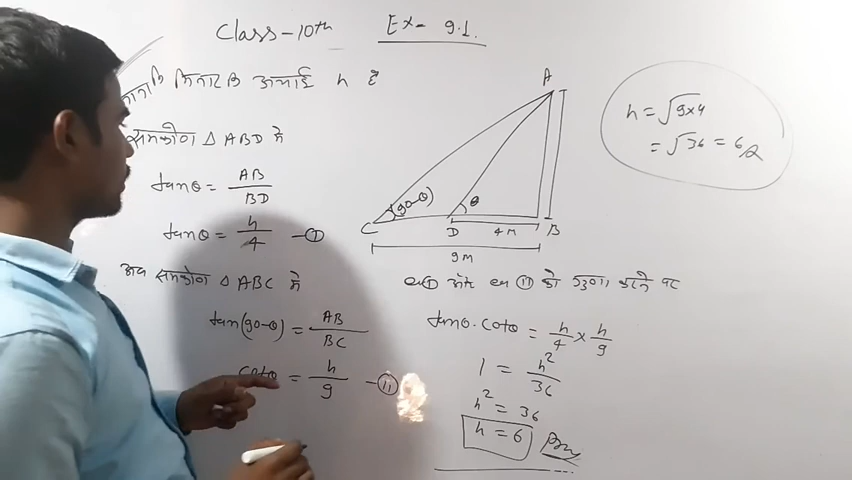 Class-10th Ex- 9.1.
माना कि मिनार कि ऊचाई h है
समकोण △ ABD मे
tanθ = AB/BD
tanθ = h/4 -①
अब समकोण △ ABC मे
tan(90-θ) = AB/BC
cotθ = h/9 -⑪
A
(90-θ)
θ
C D 4 M B
9 M
h = √9x4
= √36 = 6
① और ⑪ को गुणा करने पर
tanθ.cotθ = h/4 x h/9
1 = h²/36
h² = 36
h = 6